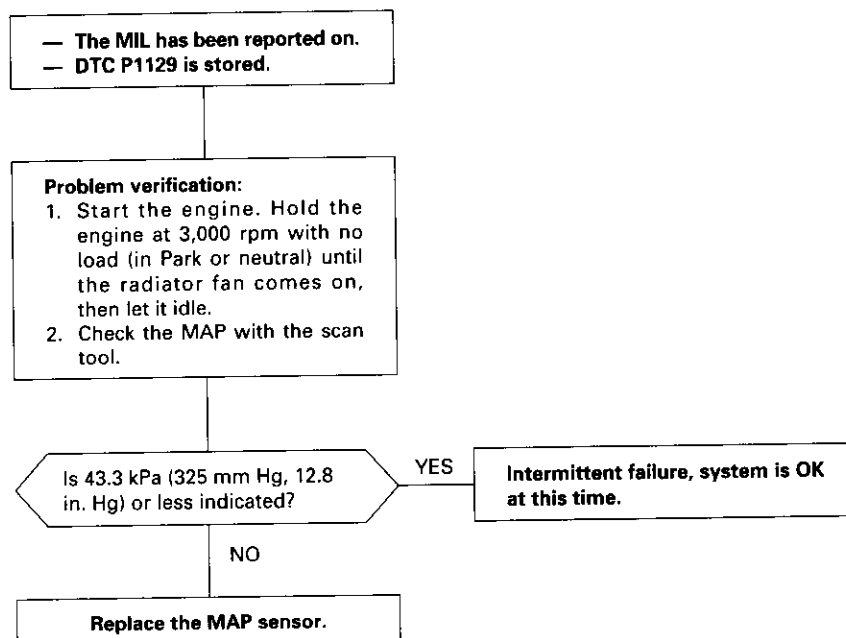 — The MIL has been reported on.
— DTC P1129 is stored.
Problem verification:
1. Start the engine. Hold the
engine at 3,000 rpm with no
load (in Park or neutral) until
the radiator fan comes on,
then let it idle.
2. Check the MAP with the scan
tool.
Is 43.3 kPa (325 mm Hg, 12.8
in. Hg) or less indicated?
YES
Intermittent failure, system is OK
at this time.
NO
Replace the MAP sensor.